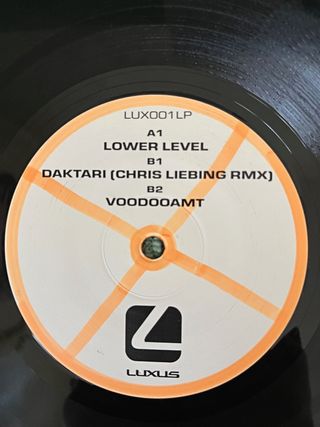 LUX001LP
A1
LOWER LEVEL
B1
DAKTARI (CHRIS LIEBING RMX)
B2
VOODOOAMT
LUXUS